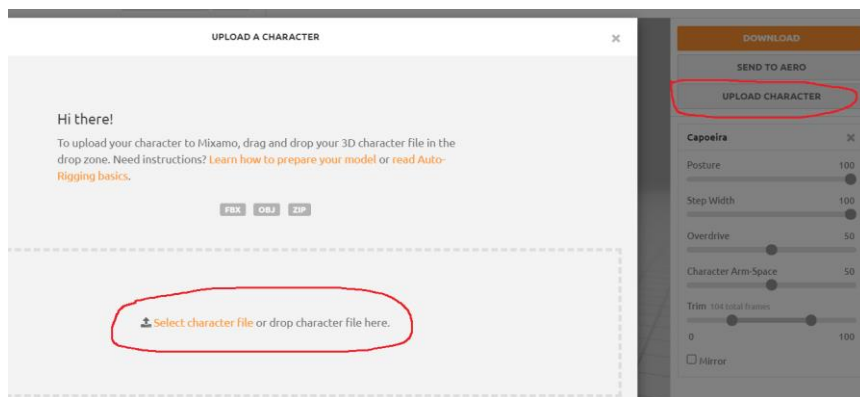 UPLOAD A CHARACTER
Hi there!
To upload your character to Mixamo, drag and drop your 3D character file in the
drop zone. Need instructions? Learn how to prepare your model or read Auto-
Rigging basics.
FBX OBJ ZIP
Select character file or drop character file here.
DOWNLOAD
SEND TO AERO
UPLOAD CHARACTER
Capoeira
Posture 100
Step Width 100
Overdrive 50
Character Arm-Space 50
Trim 104 total frames
0 100
Mirror